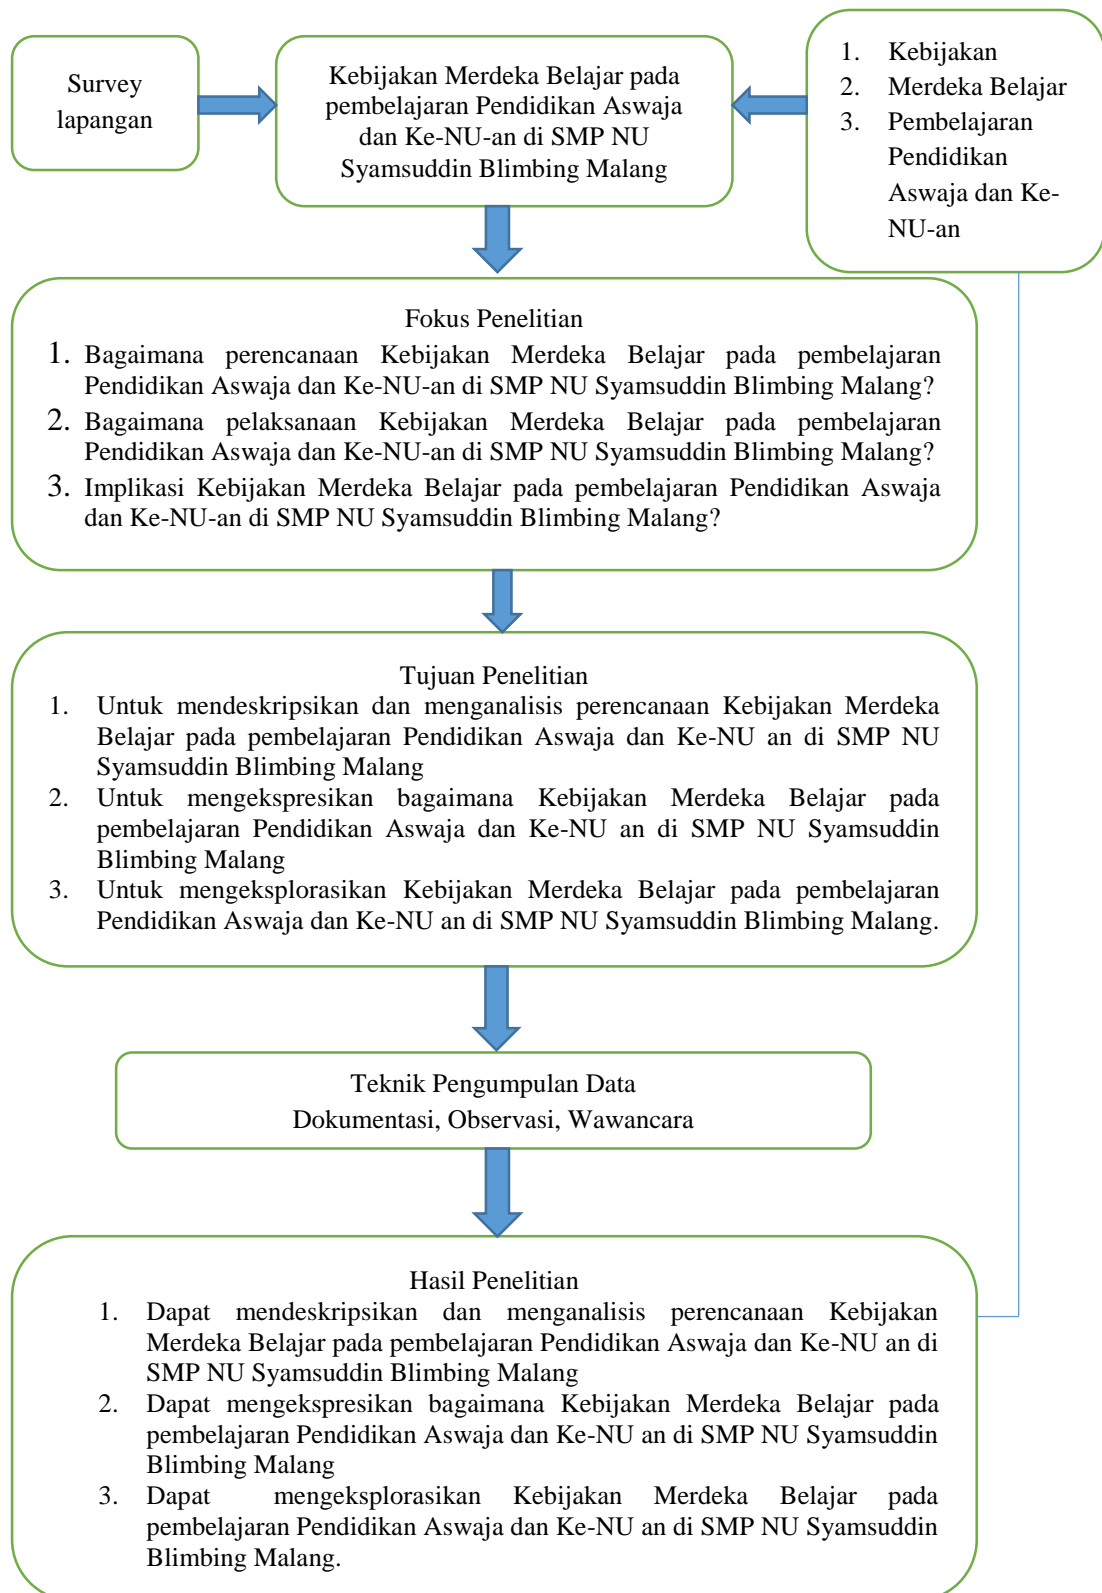 Survey
lapangan
Kebijakan Merdeka Belajar pada
pembelajaran Pendidikan Aswaja
dan Ke-NU-an di SMP NU
Syamsuddin Blimbing Malang
1. Kebijakan
2. Merdeka Belajar
3. Pembelajaran
Pendidikan
Aswaja dan Ke-
NU-an
Fokus Penelitian
1. Bagaimana perencanaan Kebijakan Merdeka Belajar pada pembelajaran
Pendidikan Aswaja dan Ke-NU-an di SMP NU Syamsuddin Blimbing Malang?
2. Bagaimana pelaksanaan Kebijakan Merdeka Belajar pada pembelajaran
Pendidikan Aswaja dan Ke-NU-an di SMP NU Syamsuddin Blimbing Malang?
3. Implikasi Kebijakan Merdeka Belajar pada pembelajaran Pendidikan Aswaja
dan Ke-NU-an di SMP NU Syamsuddin Blimbing Malang?
Tujuan Penelitian
1. Untuk mendeskripsikan dan menganalisis perencanaan Kebijakan Merdeka
Belajar pada pembelajaran Pendidikan Aswaja dan Ke-NU an di SMP NU
Syamsuddin Blimbing Malang
2. Untuk mengekspresikan bagaimana Kebijakan Merdeka Belajar pada
pembelajaran Pendidikan Aswaja dan Ke-NU an di SMP NU Syamsuddin
Blimbing Malang
3. Untuk mengeksplorasikan Kebijakan Merdeka Belajar pada pembelajaran
Pendidikan Aswaja dan Ke-NU an di SMP NU Syamsuddin Blimbing Malang.
Teknik Pengumpulan Data
Dokumentasi, Observasi, Wawancara
Hasil Penelitian
1. Dapat mendeskripsikan dan menganalisis perencanaan Kebijakan
Merdeka Belajar pada pembelajaran Pendidikan Aswaja dan Ke-NU an di
SMP NU Syamsuddin Blimbing Malang
2. Dapat mengekspresikan bagaimana Kebijakan Merdeka Belajar pada
pembelajaran Pendidikan Aswaja dan Ke-NU an di SMP NU Syamsuddin
Blimbing Malang
3. Dapat mengeksplorasikan Kebijakan Merdeka Belajar pada
pembelajaran Pendidikan Aswaja dan Ke-NU an di SMP NU Syamsuddin
Blimbing Malang.